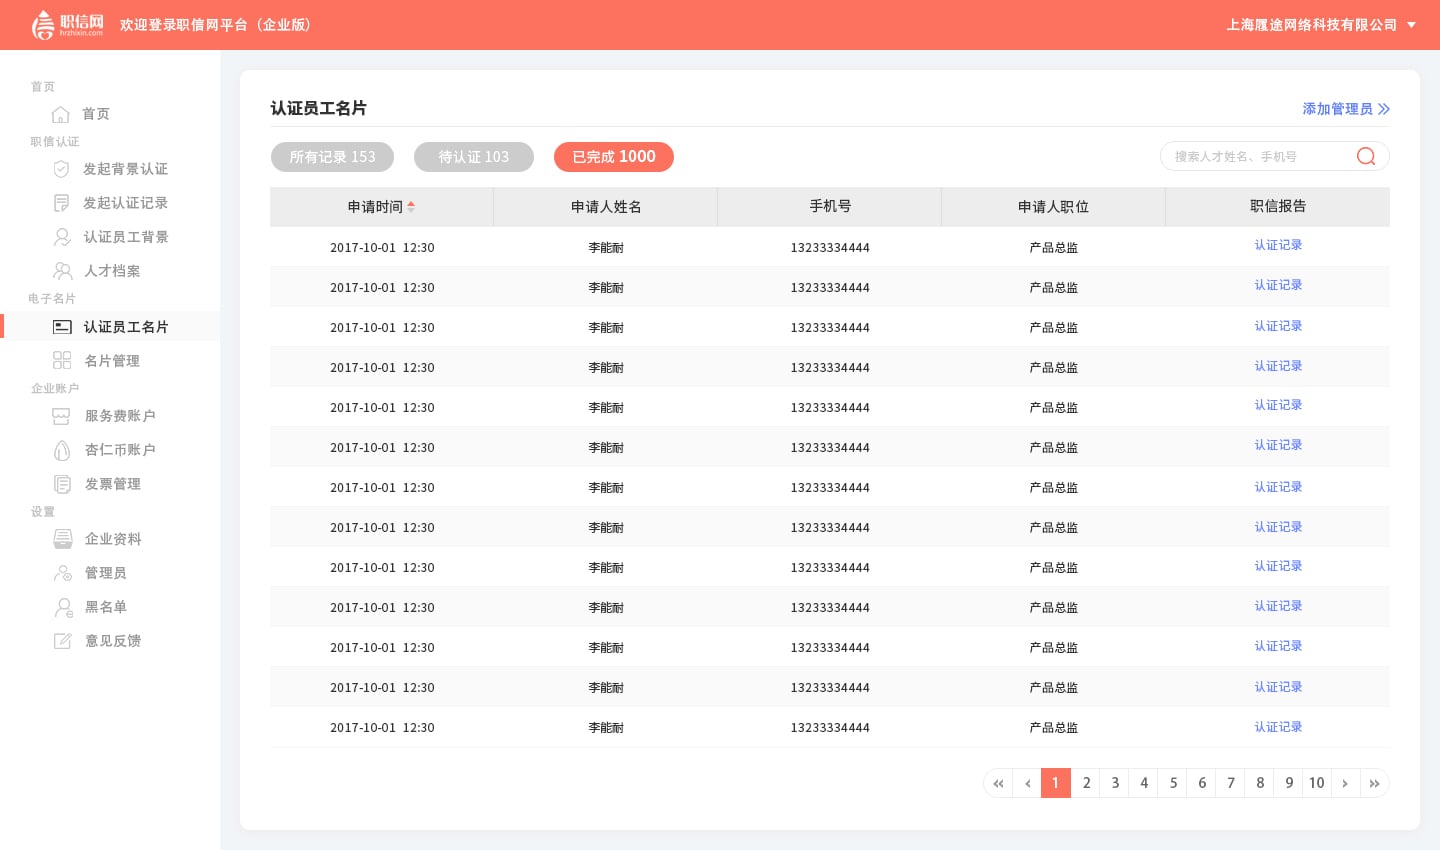 职信网 hrzhixin.com 欢迎登录职信网平台（企业版） 上海履途网络科技有限公司
首页
首页
职信认证
发起背景认证
发起认证记录
认证员工背景
人才档案
电子名片
认证员工名片
名片管理
企业账户
服务费账户
杏仁币账户
发票管理
设置
企业资料
管理员
黑名单
意见反馈
认证员工名片 添加管理员
所有记录 153 待认证 103 已完成 1000 搜索人才姓名、手机号
申请时间 申请人姓名 手机号 申请人职位 职信报告
2017-10-01 12:30 李能耐 13233334444 产品总监 认证记录
2017-10-01 12:30 李能耐 13233334444 产品总监 认证记录
2017-10-01 12:30 李能耐 13233334444 产品总监 认证记录
2017-10-01 12:30 李能耐 13233334444 产品总监 认证记录
2017-10-01 12:30 李能耐 13233334444 产品总监 认证记录
2017-10-01 12:30 李能耐 13233334444 产品总监 认证记录
2017-10-01 12:30 李能耐 13233334444 产品总监 认证记录
2017-10-01 12:30 李能耐 13233334444 产品总监 认证记录
2017-10-01 12:30 李能耐 13233334444 产品总监 认证记录
2017-10-01 12:30 李能耐 13233334444 产品总监 认证记录
2017-10-01 12:30 李能耐 13233334444 产品总监 认证记录
2017-10-01 12:30 李能耐 13233334444 产品总监 认证记录
2017-10-01 12:30 李能耐 13233334444 产品总监 认证记录
« ‹ 1 2 3 4 5 6 7 8 9 10 › »